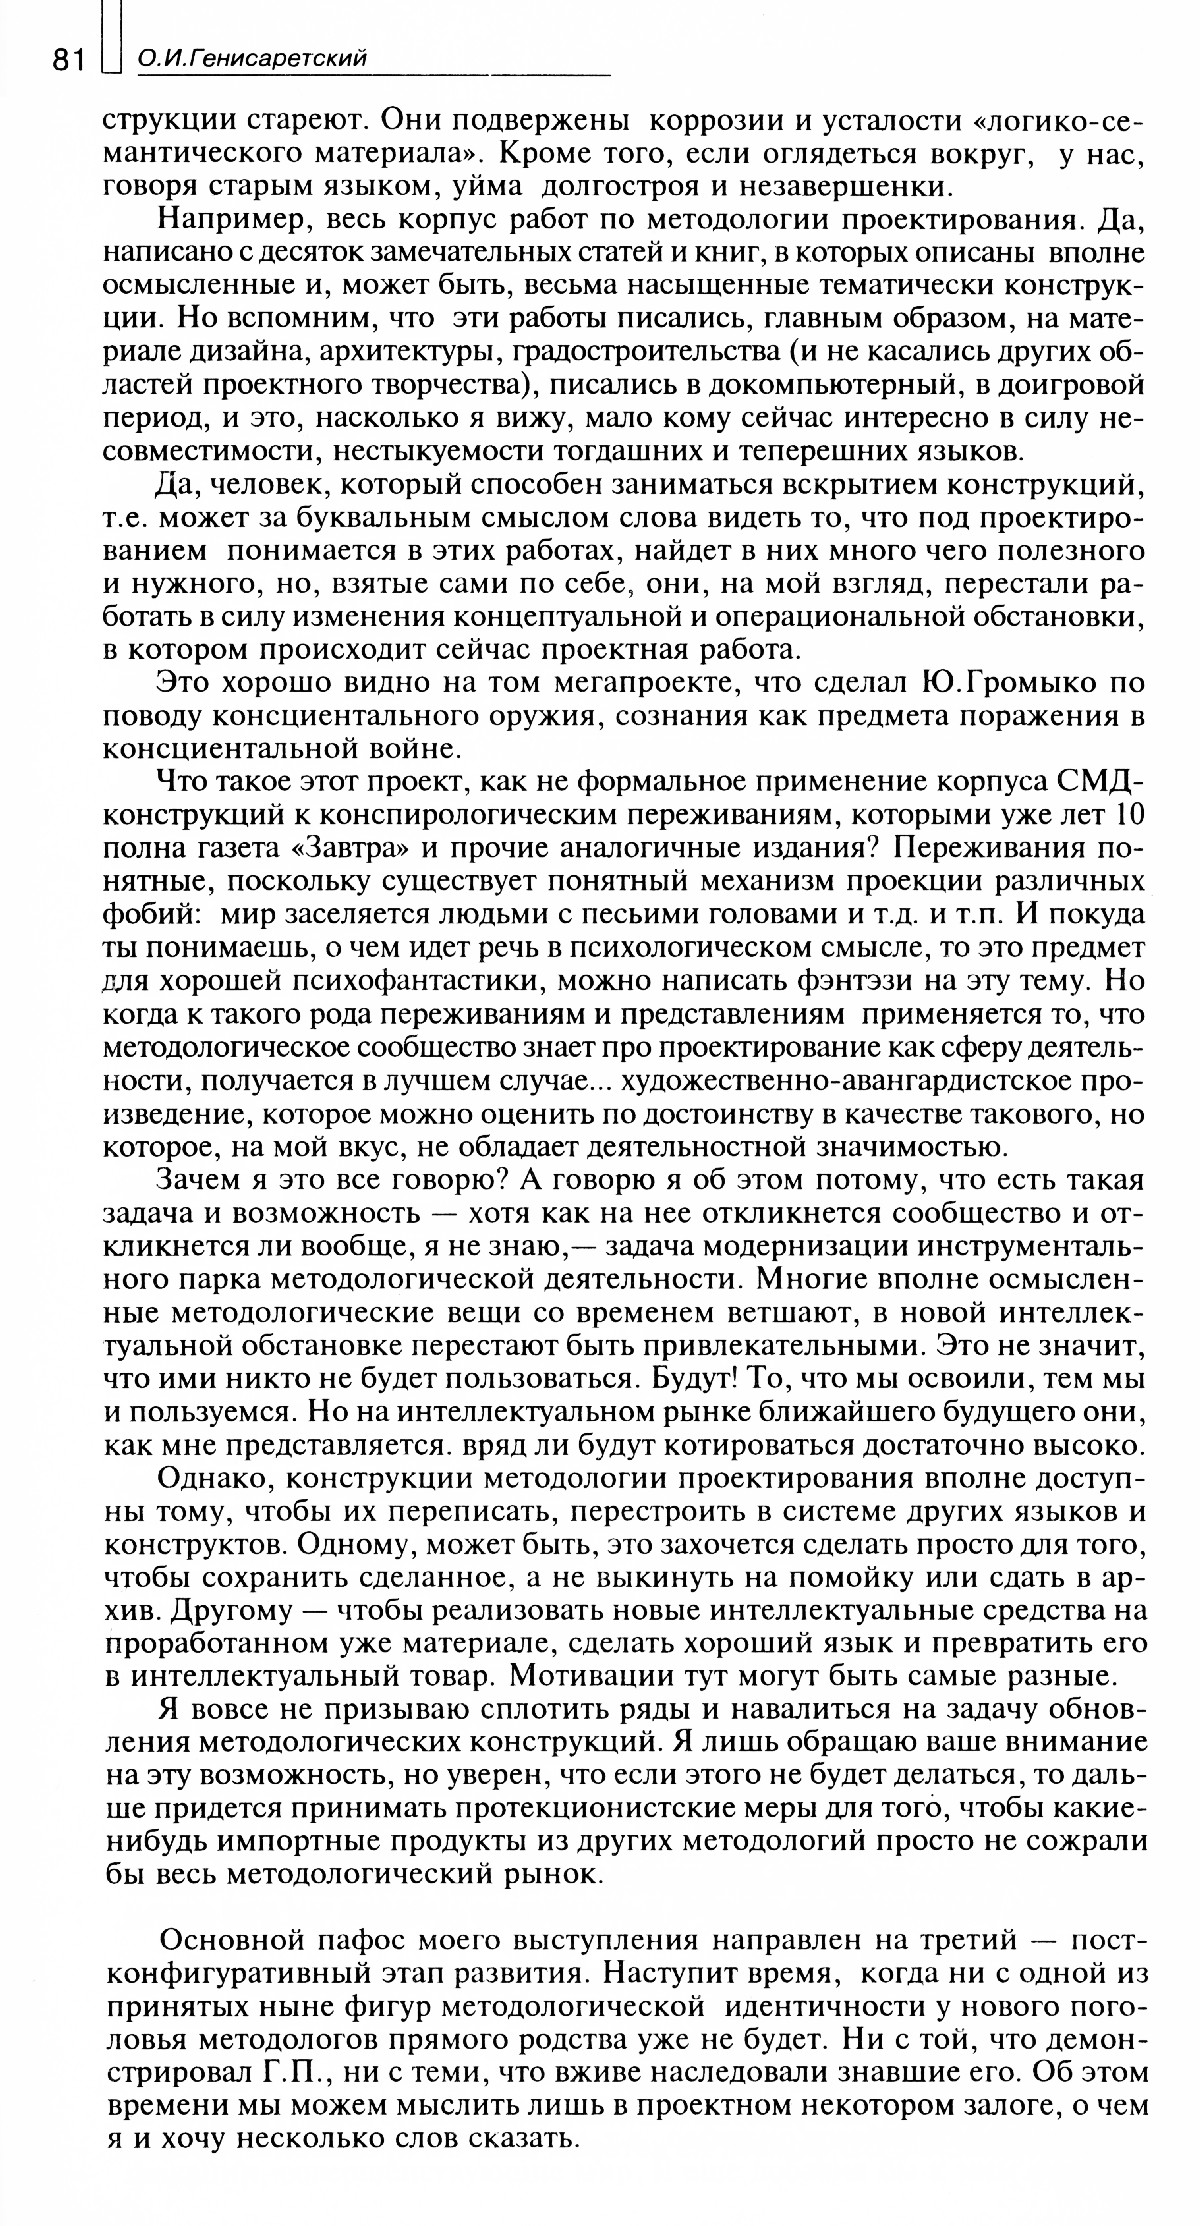 81
О.И.Генисаретский
струкции стареют. Они подвержены коррозии и усталости «логико-се-
мантического материала». Кроме того, если оглядеться вокруг, у нас,
говоря старым языком, уйма долгостроя и незавершенки.
Например, весь корпус работ по методологии проектирования. Да,
написано с десяток замечательных статей и книг, в которых описаны вполне
осмысленные и, может быть, весьма насыщенные тематически конструк-
ции. Но вспомним, что эти работы писались, главным образом, на мате-
риале дизайна, архитектуры, градостроительства (и не касались других об-
ластей проектного творчества), писались в докомпьютерный, в доигровой
период, и это, насколько я вижу, мало кому сейчас интересно в силу не-
совместимости, нестыкуемости тогдашних и теперешних языков.
Да, человек, который способен заниматься вскрытием конструкций,
т.е. может за буквальным смыслом слова видеть то, что под проектиро-
ванием понимается в этих работах, найдет в них много чего полезного
и нужного, но, взятые сами по себе, они, на мой взгляд, перестали ра-
ботать в силу изменения концептуальной и операциональной обстановки,
в котором происходит сейчас проектная работа.
Это хорошо видно на том мегапроекте, что сделал Ю.Громыко по
поводу консциентального оружия, сознания как предмета поражения в
консциентальной войне.
Что такое этот проект, как не формальное применение корпуса СМД-
конструкций к конспирологическим переживаниям, которыми уже лет 10
полна газета «Завтра» и прочие аналогичные издания? Переживания по-
нятные, поскольку существует понятный механизм проекции различных
фобий: мир заселяется людьми с песьими головами и т.д. и т.п. И покуда
ты понимаешь, о чем идет речь в психологическом смысле, то это предмет
для хорошей психофантастики, можно написать фэнтэзи на эту тему. Но
когда к такого рода переживаниям и представлениям применяется то, что
методологическое сообщество знает про проектирование как сферу деятель-
ности, получается в лучшем случае... художественно-авангардистское про-
изведение, которое можно оценить по достоинству в качестве такового, но
которое, на мой вкус, не обладает деятельностной значимостью.
Зачем я это все говорю? А говорю я об этом потому, что есть такая
задача и возможность — хотя как на нее откликнется сообщество и от-
кликнется ли вообще, я не знаю,— задача модернизации инструменталь-
ного парка методологической деятельности. Многие вполне осмыслен-
ные методологические вещи со временем ветшают, в новой интеллек-
туальной обстановке перестают быть привлекательными. Это не значит,
что ими никто не будет пользоваться. Будут! То, что мы освоили, тем мы
и пользуемся. Но на интеллектуальном рынке ближайшего будущего они,
как мне представляется. вряд ли будут котироваться достаточно высоко.
Однако, конструкции методологии проектирования вполне доступ-
ны тому, чтобы их переписать, перестроить в системе других языков и
конструктов. Одному, может быть, это захочется сделать просто для того,
чтобы сохранить сделанное, а не выкинуть на помойку или сдать в ар-
хив. Другому — чтобы реализовать новые интеллектуальные средства на
проработанном уже материале, сделать хороший язык и превратить его
в интеллектуальный товар. Мотивации тут могут быть самые разные.
Я вовсе не призываю сплотить ряды и навалиться на задачу обнов-
ления методологических конструкций. Я лишь обращаю ваше внимание
на эту возможность, но уверен, что если этого не будет делаться, то даль-
ше придется принимать протекционистские меры для того, чтобы какие-
нибудь импортные продукты из других методологий просто не сожрали
бы весь методологический рынок.
Основной пафос моего выступления направлен на третий — пост-
конфигуративный этап развития. Наступит время, когда ни с одной из
принятых ныне фигур методологической идентичности у нового пого-
ловья методологов прямого родства уже не будет. Ни с той, что демон-
стрировал Г.П., ни с теми, что вживе наследовали знавшие его. Об этом
времени мы можем мыслить лишь в проектном некотором залоге, о чем
я и хочу несколько слов сказать.